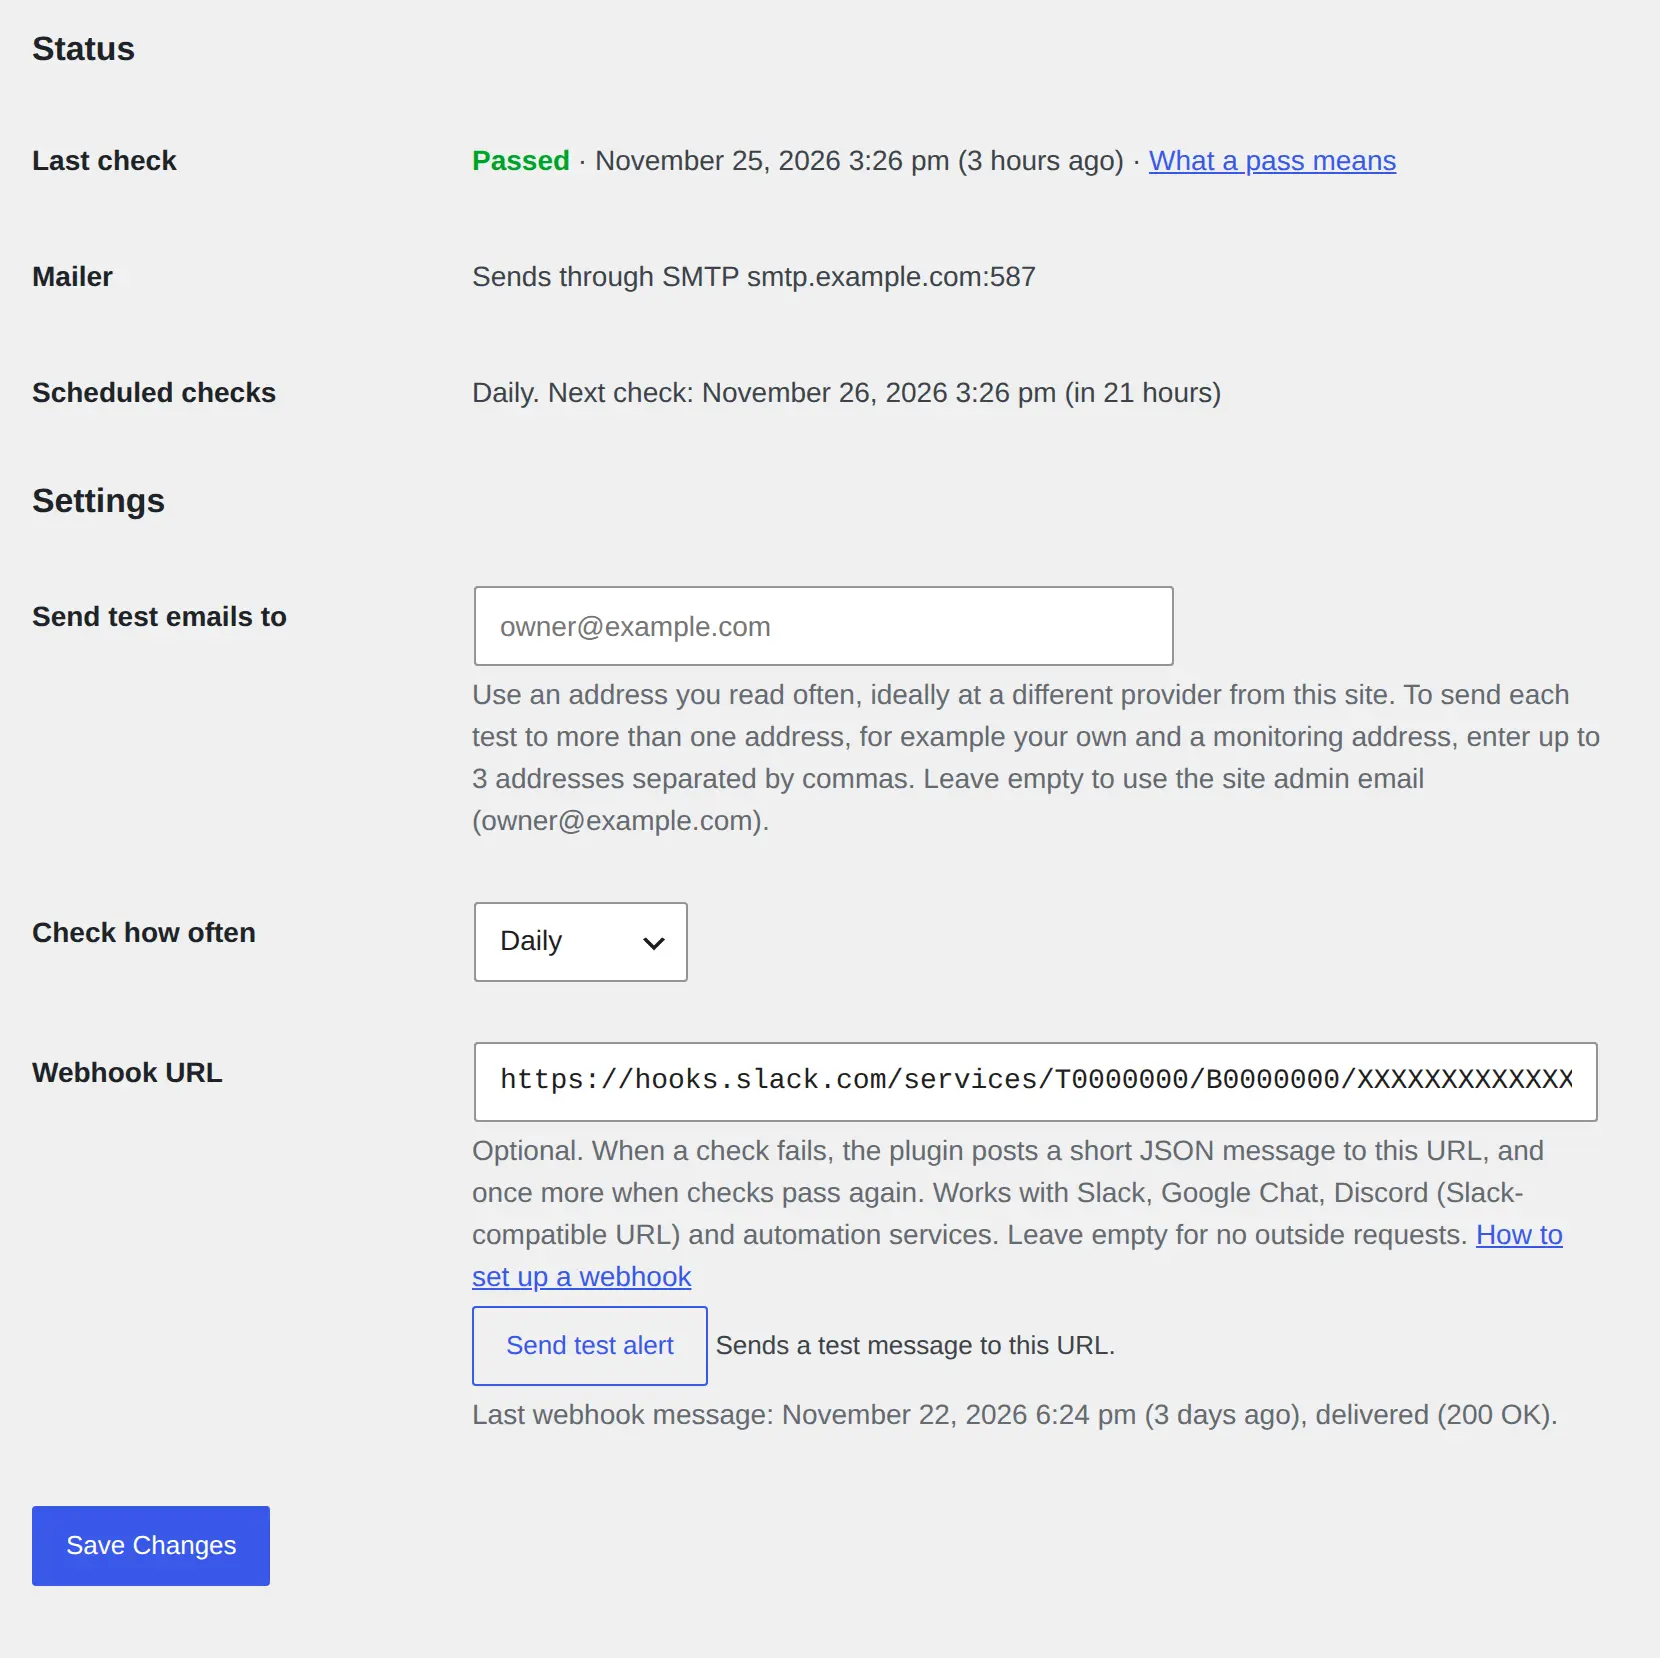 Status
Last check
Passed · November 25, 2026 3:26 pm (3 hours ago) · What a pass means
Mailer
Sends through SMTP smtp.example.com:587
Scheduled checks
Daily. Next check: November 26, 2026 3:26 pm (in 21 hours)
Settings
Send test emails to
owner@example.com
Use an address you read often, ideally at a different provider from this site. To send each
test to more than one address, for example your own and a monitoring address, enter up to
3 addresses separated by commas. Leave empty to use the site admin email
(owner@example.com).
Check how often
Daily
Webhook URL
https://hooks.slack.com/services/T0000000/B0000000/XXXXXXXXXXXXX
Optional. When a check fails, the plugin posts a short JSON message to this URL, and
once more when checks pass again. Works with Slack, Google Chat, Discord (Slack-
compatible URL) and automation services. Leave empty for no outside requests. How to
set up a webhook
Send test alert Sends a test message to this URL.
Last webhook message: November 22, 2026 6:24 pm (3 days ago), delivered (200 OK).
Save Changes